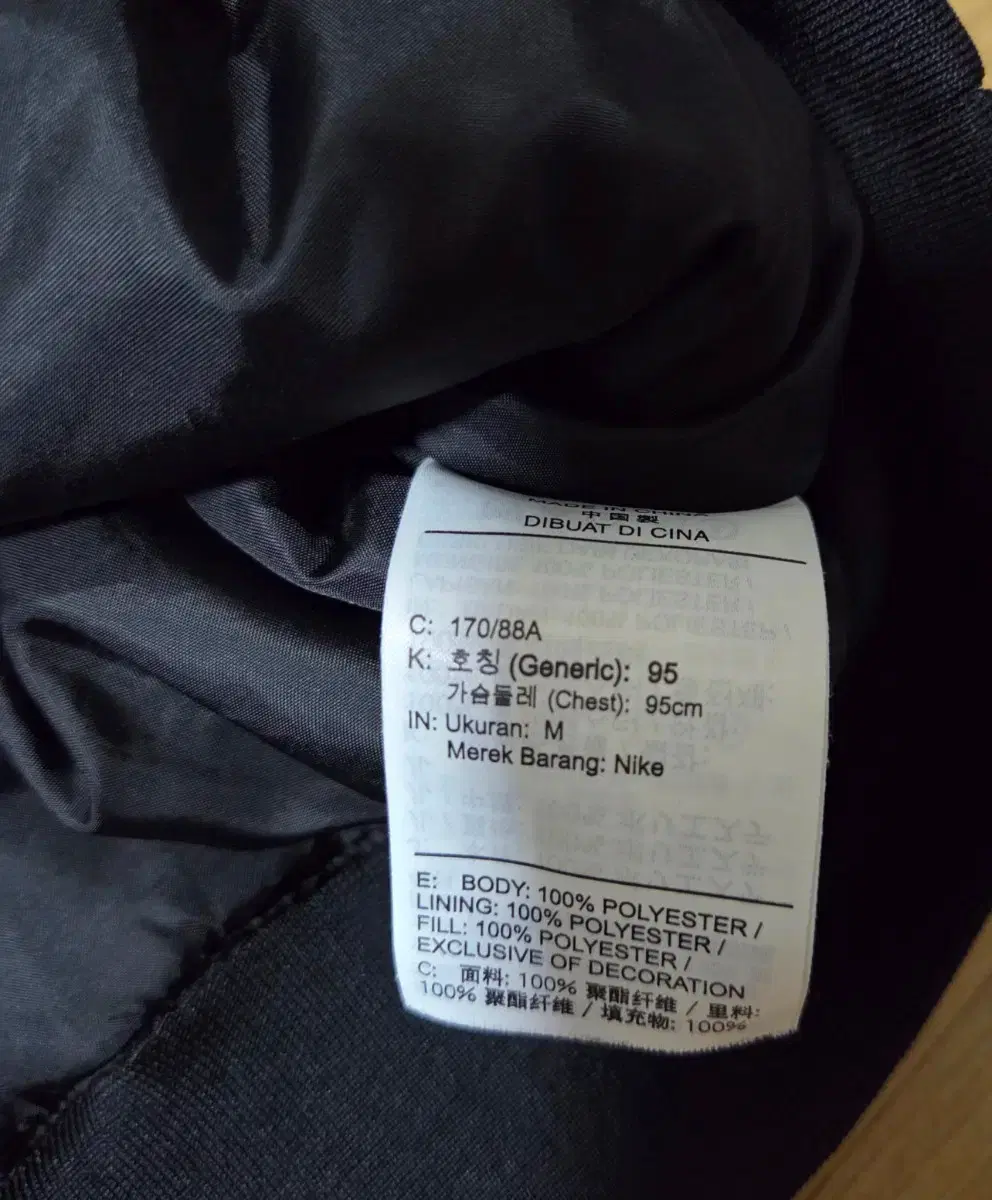 MADE IN CHINA
中国製
DIBUAT DI CINA
C: 170/88A
K: 호칭 (Generic): 95
가슴둘레 (Chest): 95cm
IN: Ukuran: M
Merek Barang: Nike
E: BODY: 100% POLYESTER /
LINING: 100% POLYESTER /
FILL: 100% POLYESTER /
EXCLUSIVE OF DECORATION
C: 面料: 100% 聚酯纤维 / 里料:
100% 聚酯纤维 / 填充物: 100%